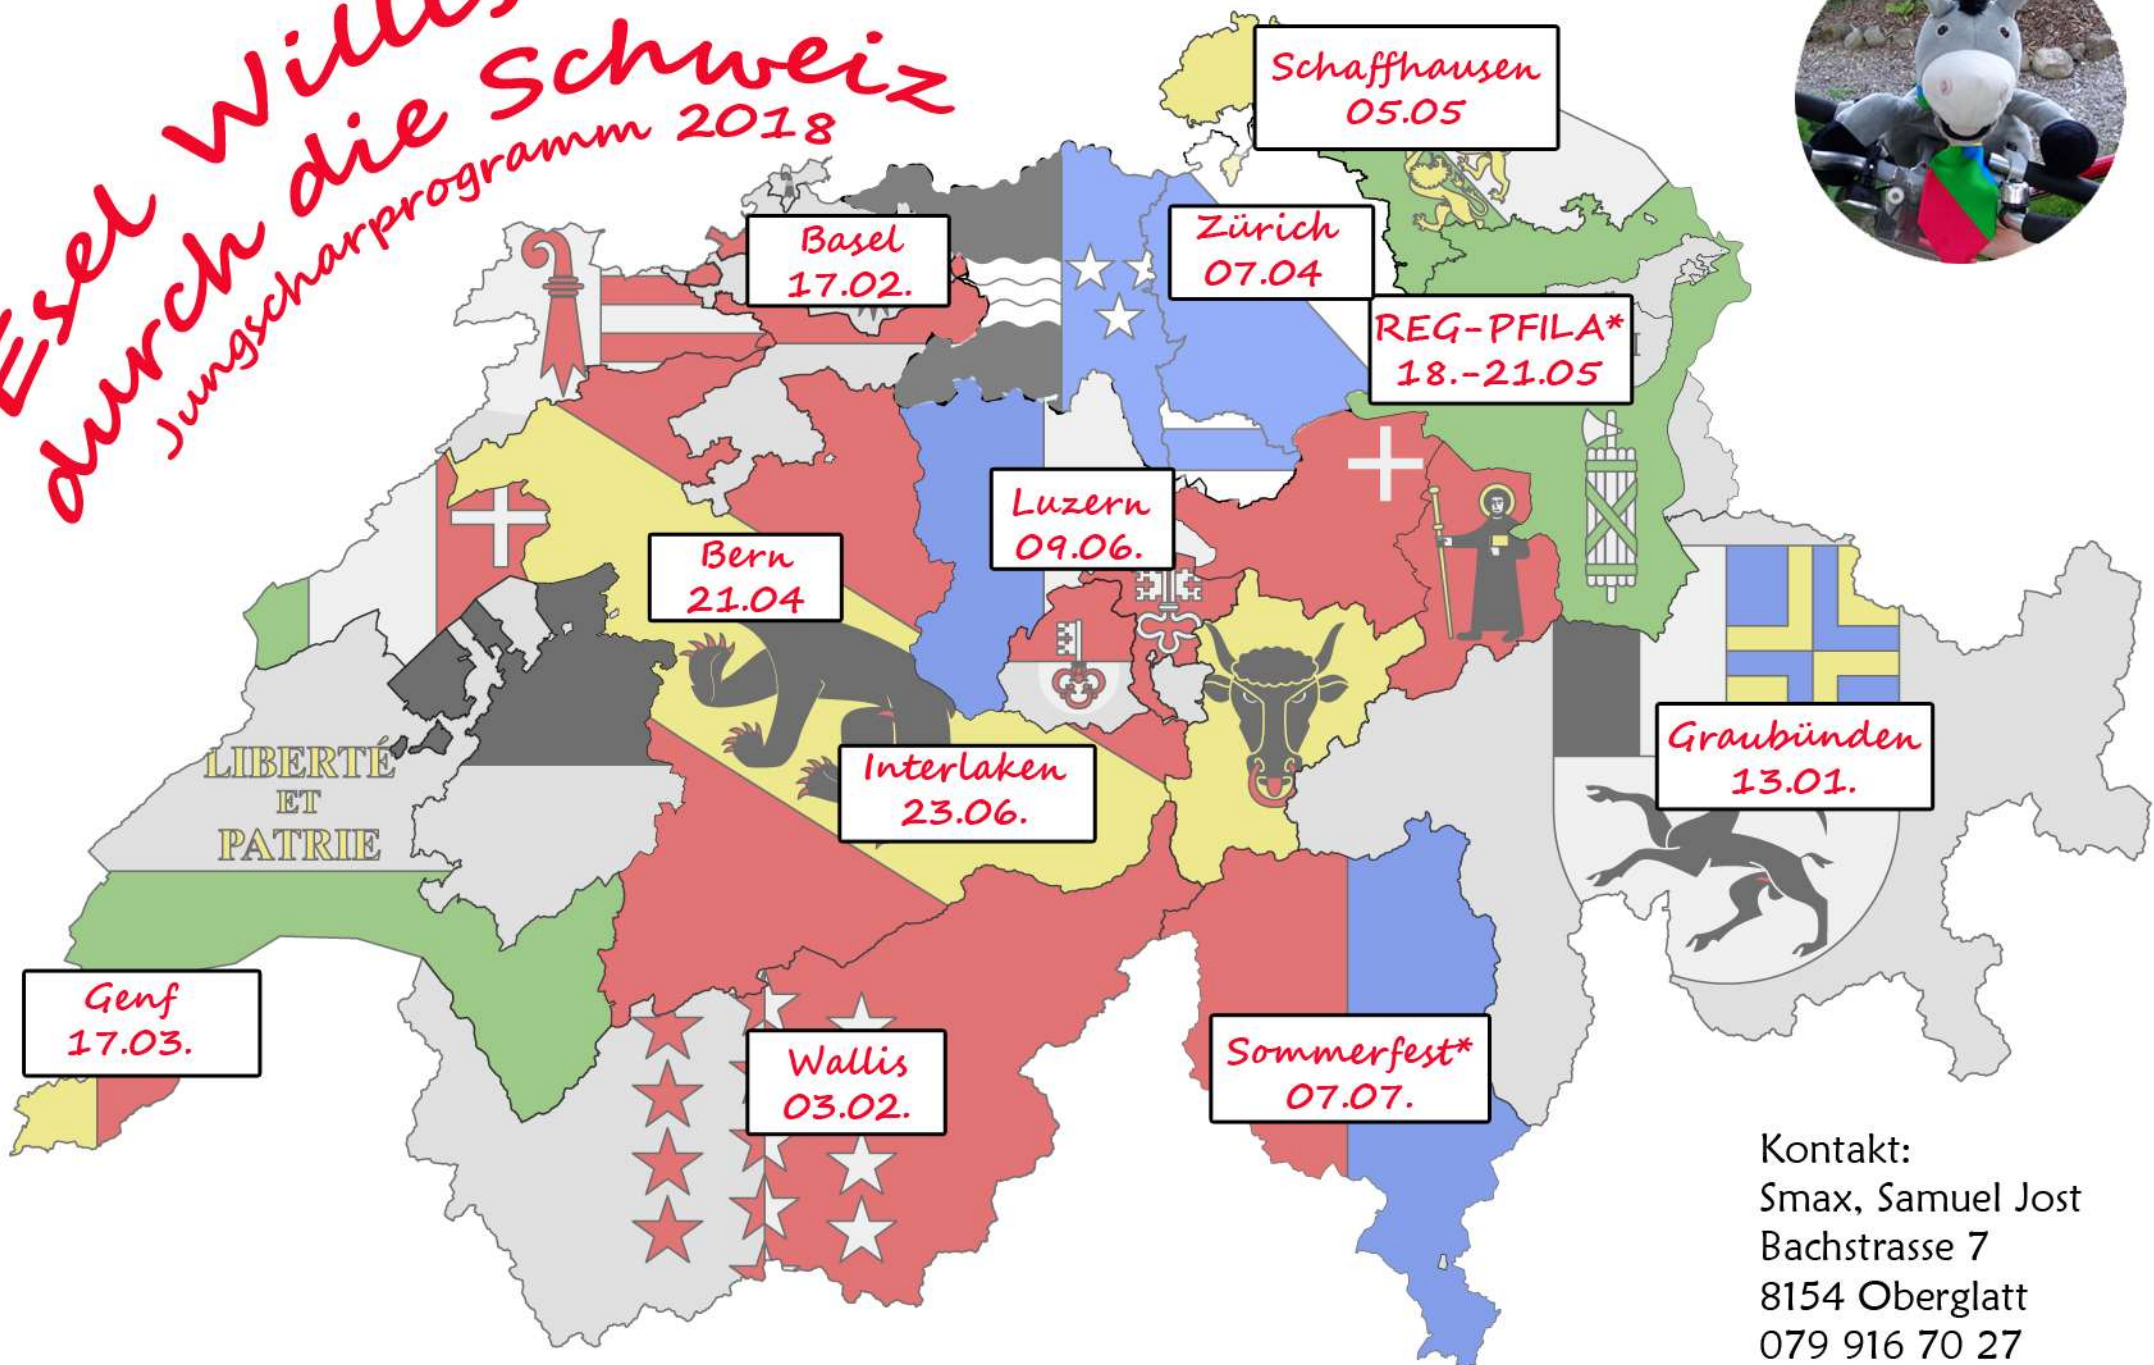 Esel Willis
durch die Schweiz
Jungscharprogramm 2018
Schaffhausen
05.05
Basel
17.02.
Zürich
07.04
REG-PFILA*
18.-21.05
Luzern
09.06.
Bern
21.04
Graubünden
13.01.
Interlaken
23.06.
LIBERTÉ
ET
PATRIE
Genf
17.03.
Wallis
03.02.
Sommerfest*
07.07.
Kontakt:
Smax, Samuel Jost
Bachstrasse 7
8154 Oberglatt
079 916 70 27